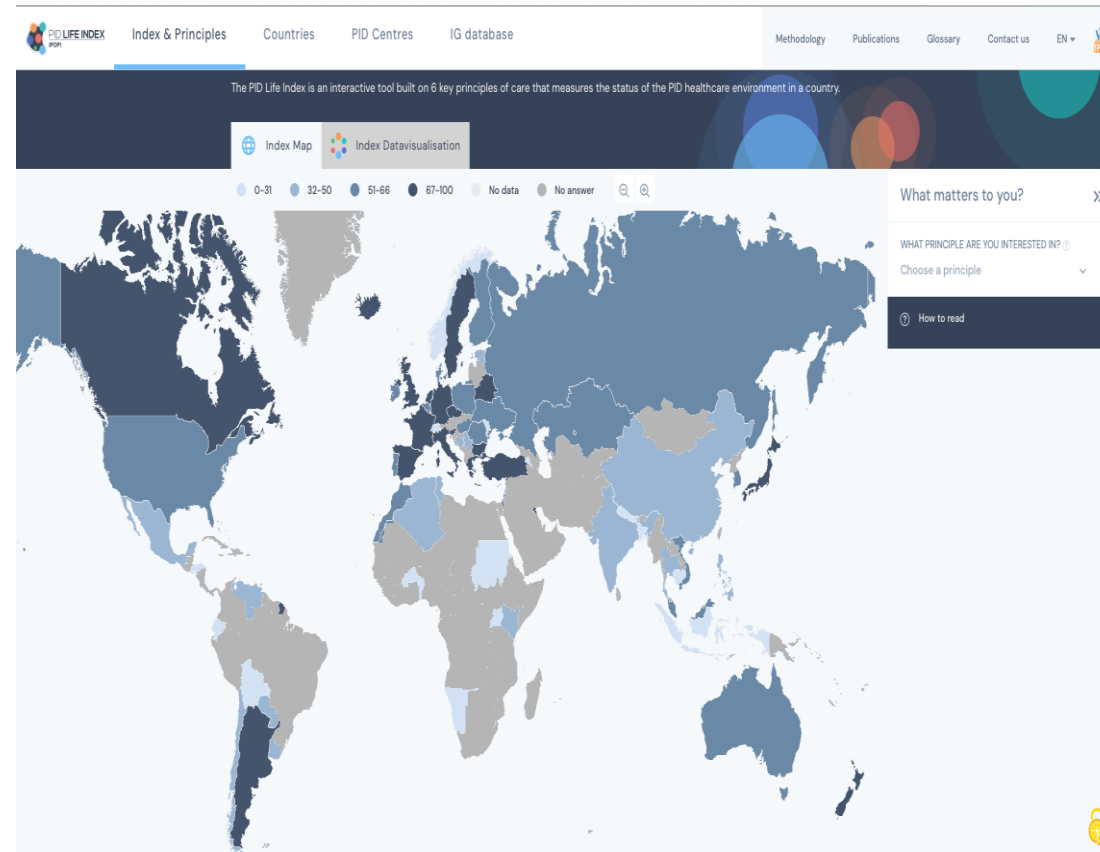 PID LIFE INDEX
IPOPI
Index & Principles
Countries
PID Centres
IG database
Methodology
Publications
Glossary
Contact us
EN
The PID Life Index is an interactive tool built on 6 key principles of care that measures the status of the PID healthcare environment in a country.
Index Map
Index Datavisualisation
0-31
32-50
51-66
67-100
No data
No answer
What matters to you?
WHAT PRINCIPLE ARE YOU INTERESTED IN?
Choose a principle
How to read